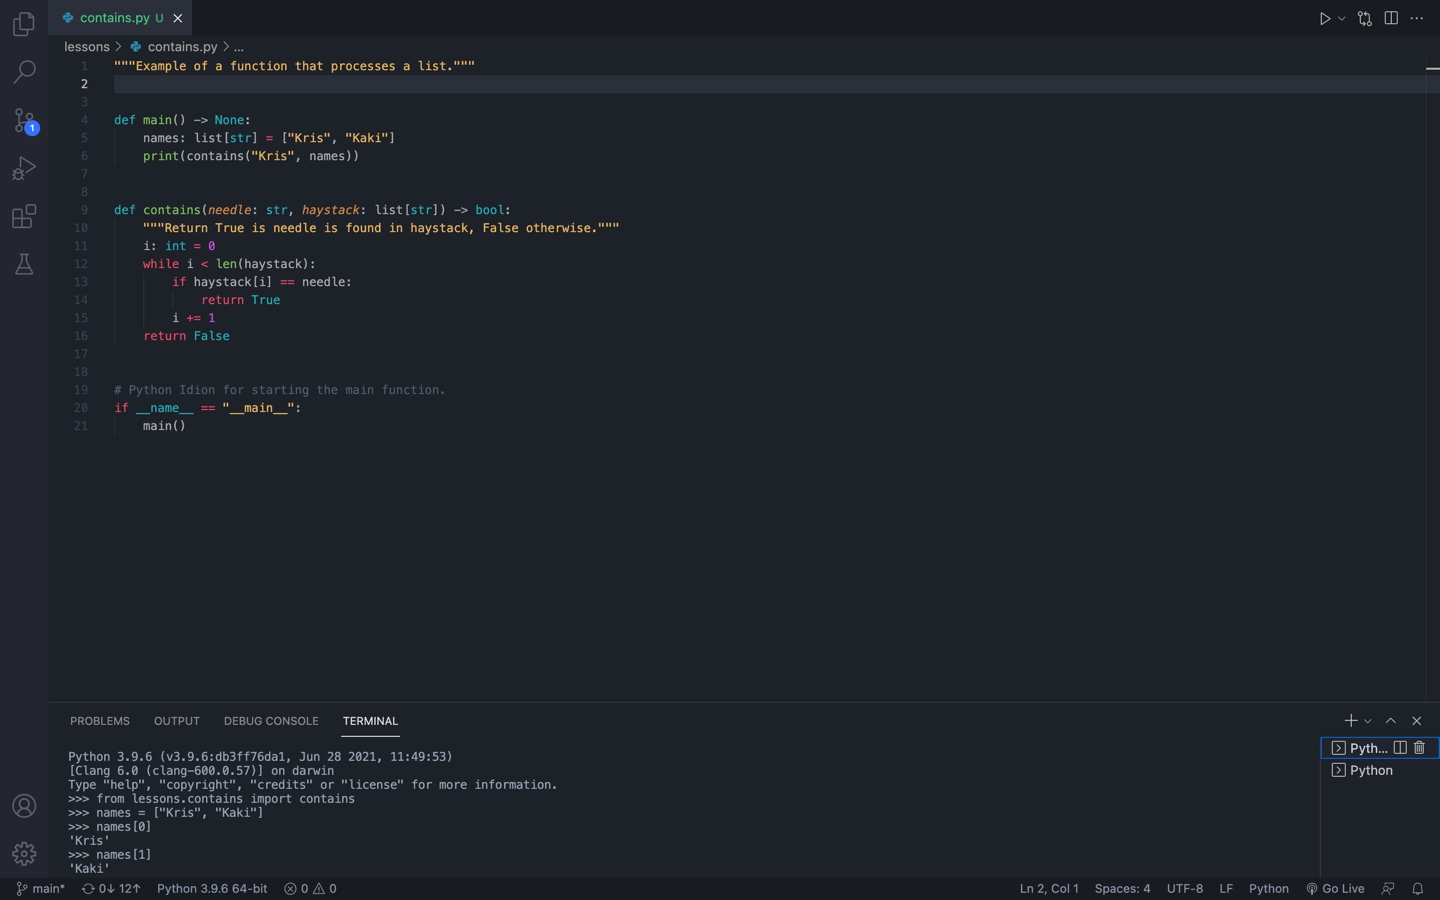 contains.py U
lessons > contains.py > ...
1 """Example of a function that processes a list."""
2
3
4 def main() -> None:
5     names: list[str] = ["Kris", "Kaki"]
6     print(contains("Kris", names))
7
8
9 def contains(needle: str, haystack: list[str]) -> bool:
10     """Return True is needle is found in haystack, False otherwise."""
11     i: int = 0
12     while i < len(haystack):
13         if haystack[i] == needle:
14             return True
15         i += 1
16     return False
17
18
19 # Python Idion for starting the main function.
20 if __name__ == "__main__":
21     main()
1
PROBLEMS OUTPUT DEBUG CONSOLE TERMINAL
Python 3.9.6 (v3.9.6:db3ff76da1, Jun 28 2021, 11:49:53)
[Clang 6.0 (clang-600.0.57)] on darwin
Type "help", "copyright", "credits" or "license" for more information.
>>> from lessons.contains import contains
>>> names = ["Kris", "Kaki"]
>>> names[0]
'Kris'
>>> names[1]
'Kaki'
Pyth...
Python
main* 0↓ 12↑ Python 3.9.6 64-bit 0 0 Ln 2, Col 1 Spaces: 4 UTF-8 LF Python Go Live